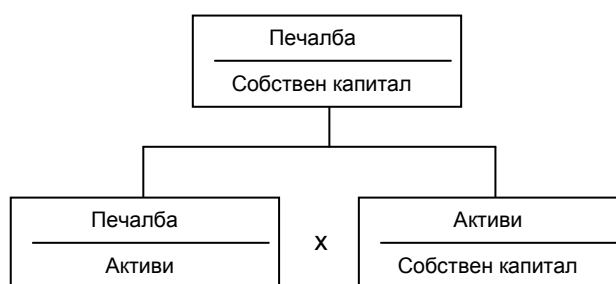 Печалба
Собствен капитал
Печалба
Активи
x
Активи
Собствен капитал